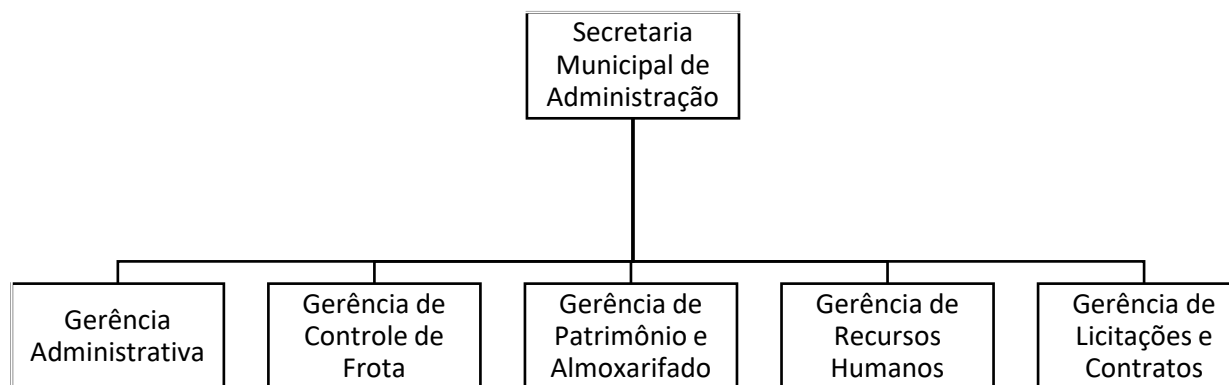 Secretaria
Municipal de
Administração
Gerência
Administrativa
Gerência de
Controle de
Frota
Gerência de
Patrimônio e
Almoxarifado
Gerência de
Recursos
Humanos
Gerência de
Licitações e
Contratos